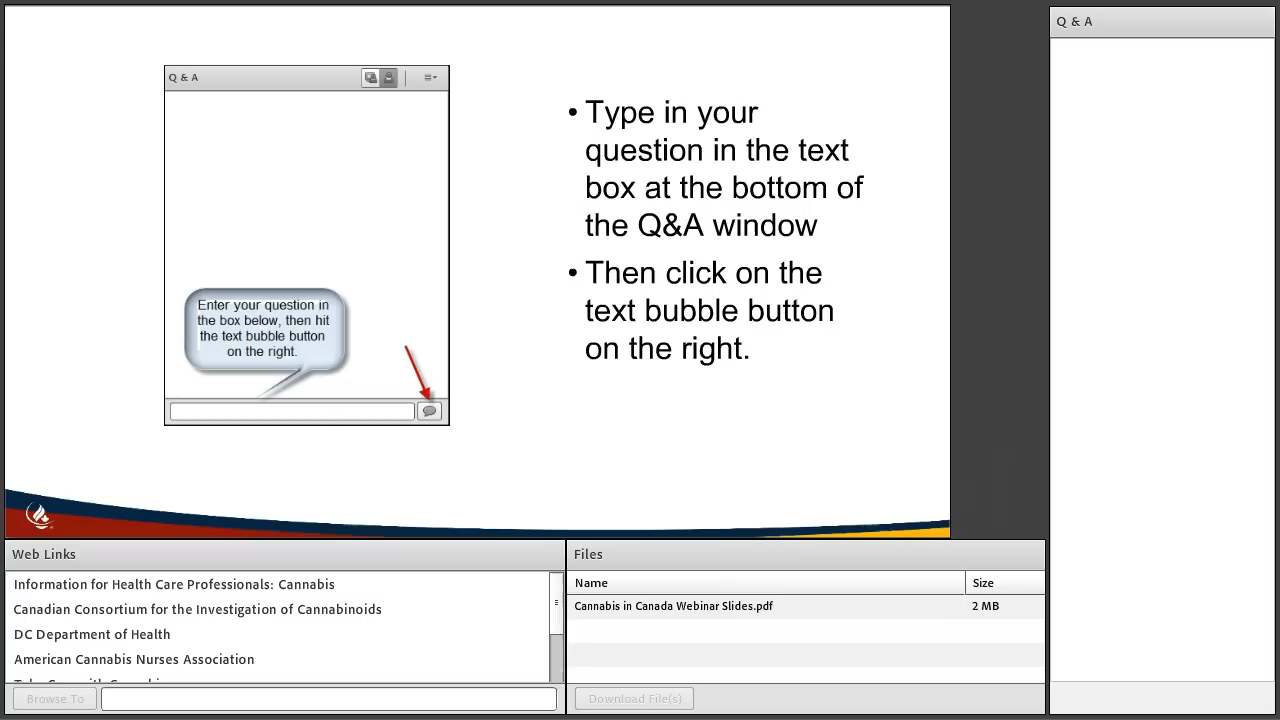 Q & A
Enter your question in
the box below, then hit
the text bubble button
on the right.
• Type in your
question in the text
box at the bottom of
the Q&A window
• Then click on the
text bubble button
on the right.
Q & A
Web Links
Information for Health Care Professionals: Cannabis
Canadian Consortium for the Investigation of Cannabinoids
DC Department of Health
American Cannabis Nurses Association
Browse To
Files
Name Size
Cannabis in Canada Webinar Slides.pdf 2 MB
Download File(s)